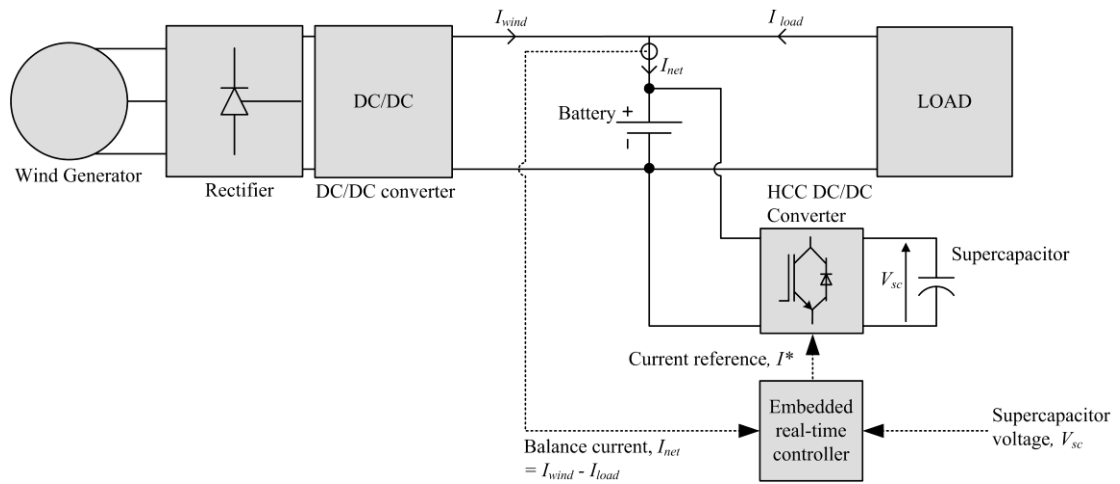 I_wind
I_load
I_net
DC/DC
LOAD
Battery +
-
Wind Generator
Rectifier
DC/DC converter
HCC DC/DC
Converter
Supercapacitor
V_sc
Current reference, I*
Embedded
real-time
controller
Supercapacitor
voltage, V_sc
Balance current, I_net
= I_wind - I_load